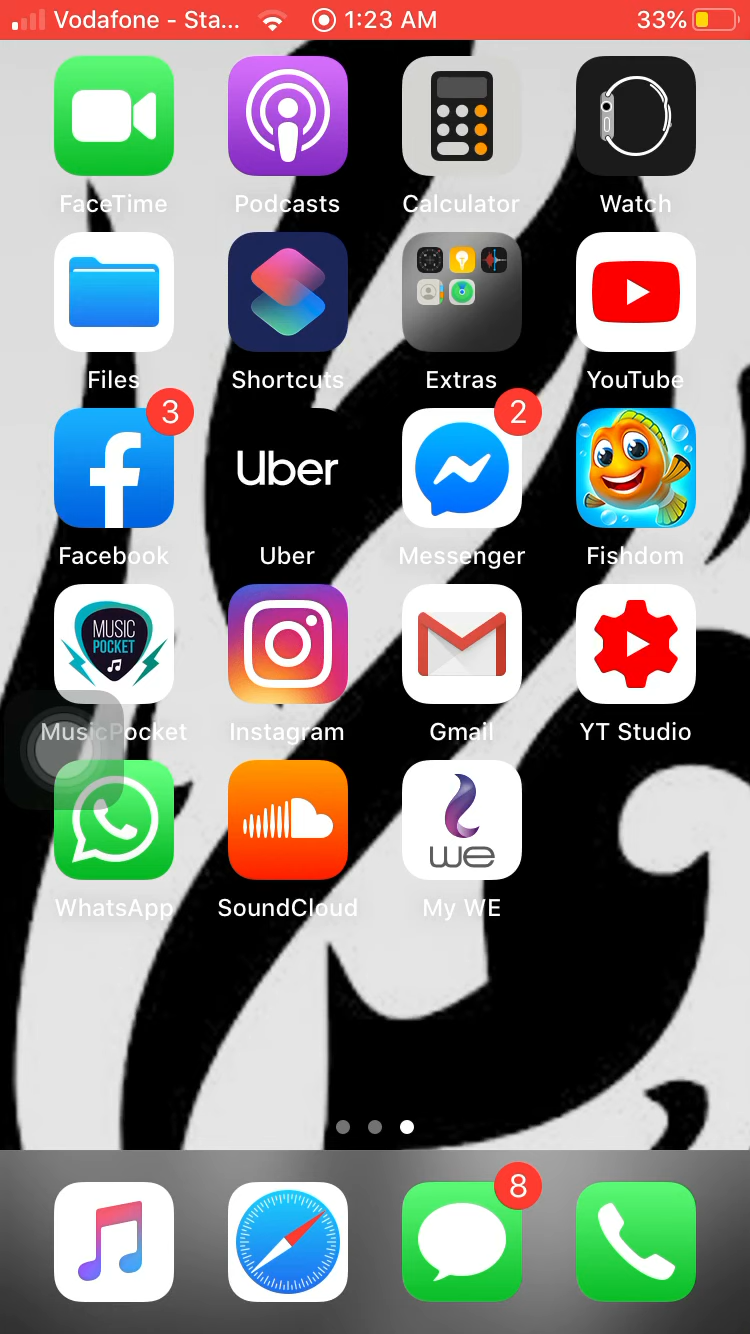 Vodafone - Sta... 1:23 AM 33%
FaceTime Podcasts Calculator Watch
Files Shortcuts Extras YouTube
3 2
Uber
Facebook Uber Messenger Fishdom
MUSIC
POCKET
MusicPocket Instagram Gmail YT Studio
we
WhatsApp SoundCloud My WE
8